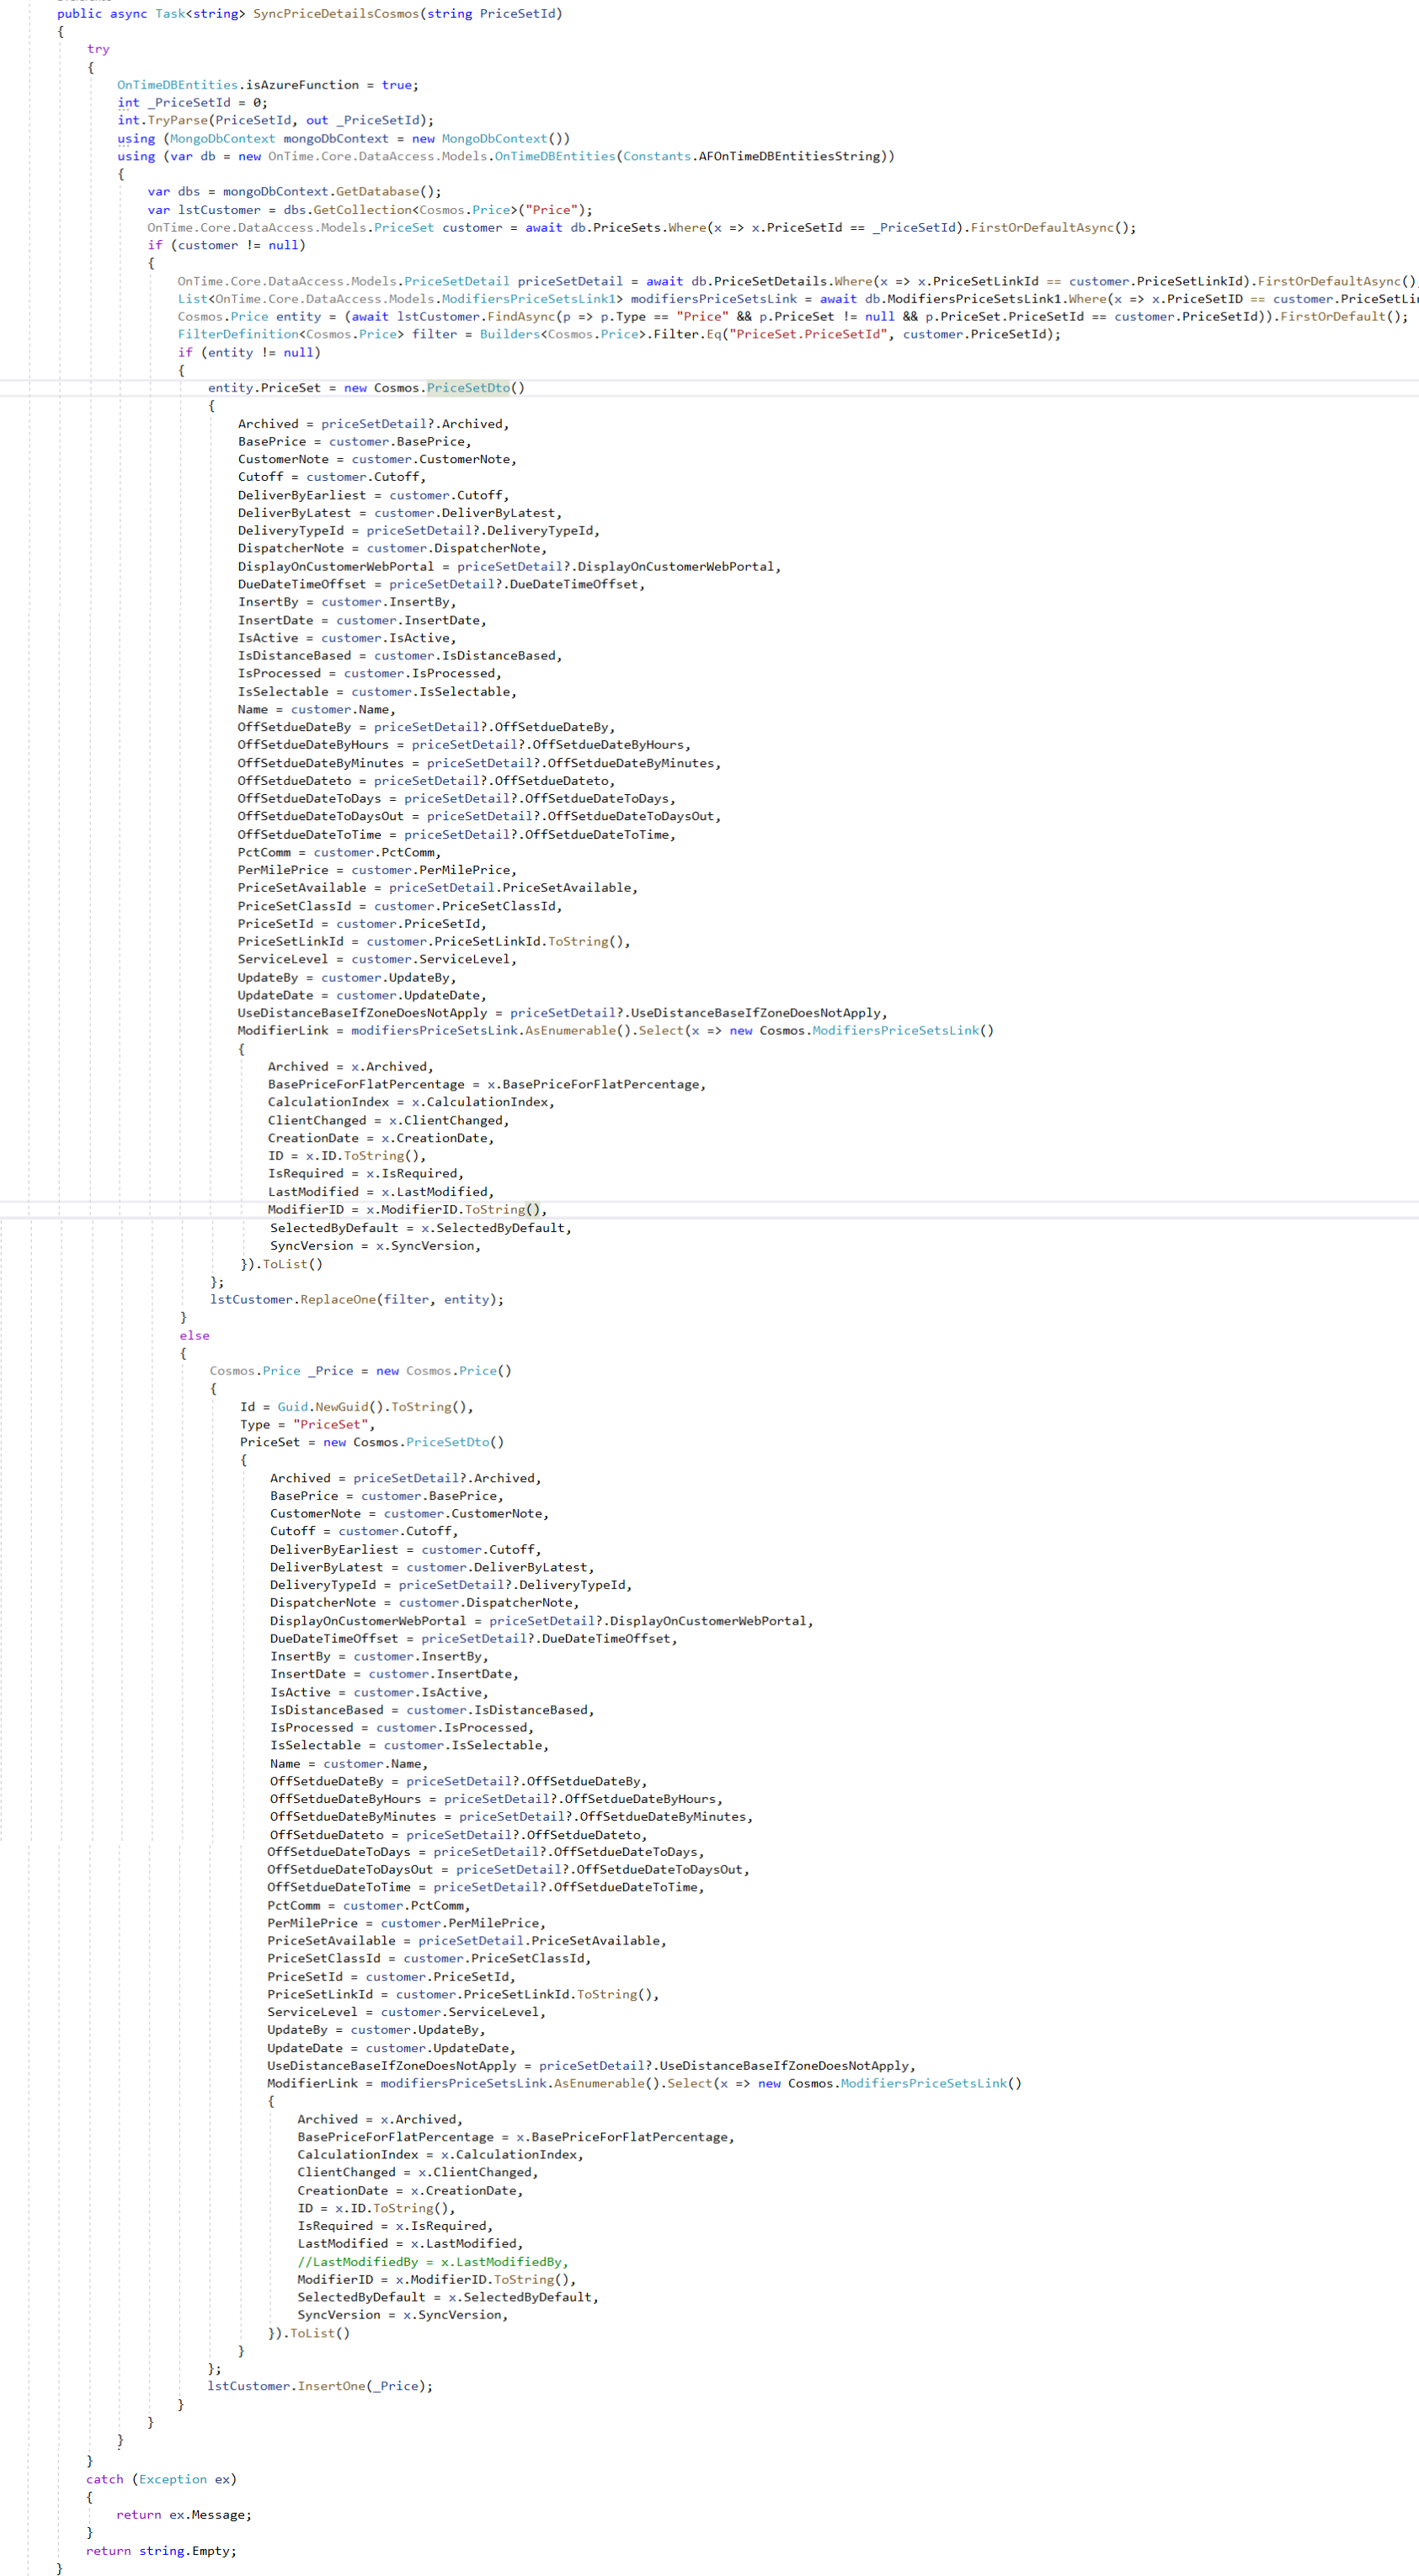 public async Task<string> SyncPriceDetailsCosmos(string PriceSetId)
{
try
{
OnTimeDBEntities.isAzureFunction = true;
int _PriceSetId = 0;
int.TryParse(PriceSetId, out _PriceSetId);
using (MongoDbContext mongoDbContext = new MongoDbContext())
using (var db = new OnTime.Core.DataAccess.Models.OnTimeDBEntities(Constants.AFOnTimeDBEntitiesString))
{
var dbs = mongoDbContext.GetDatabase();
var lstCustomer = dbs.GetCollection<Cosmos.Price>("Price");
OnTime.Core.DataAccess.Models.PriceSet customer = await db.PriceSets.Where(x => x.PriceSetId == _PriceSetId).FirstOrDefaultAsync();
if (customer != null)
{
OnTime.Core.DataAccess.Models.PriceSetDetail priceSetDetail = await db.PriceSetDetails.Where(x => x.PriceSetLinkId == customer.PriceSetLinkId).FirstOrDefaultAsync()
List<OnTime.Core.DataAccess.Models.ModifiersPriceSetsLink1> modifiersPriceSetsLink = await db.ModifiersPriceSetsLink1.Where(x => x.PriceSetID == customer.PriceSetLi
Cosmos.Price entity = (await lstCustomer.FindAsync(p => p.Type == "Price" && p.PriceSet != null && p.PriceSet.PriceSetId == customer.PriceSetId)).FirstOrDefault();
FilterDefinition<Cosmos.Price> filter = Builders<Cosmos.Price>.Filter.Eq("PriceSet.PriceSetId", customer.PriceSetId);
if (entity != null)
{
entity.PriceSet = new Cosmos.PriceSetDto()
{
Archived = priceSetDetail?.Archived,
BasePrice = customer.BasePrice,
CustomerNote = customer.CustomerNote,
Cutoff = customer.Cutoff,
DeliverByEarliest = customer.Cutoff,
DeliverByLatest = customer.DeliverByLatest,
DeliveryTypeId = priceSetDetail?.DeliveryTypeId,
DispatcherNote = customer.DispatcherNote,
DisplayOnCustomerWebPortal = priceSetDetail?.DisplayOnCustomerWebPortal,
DueDateTimeOffset = priceSetDetail?.DueDateTimeOffset,
InsertBy = customer.InsertBy,
InsertDate = customer.InsertDate,
IsActive = customer.IsActive,
IsDistanceBased = customer.IsDistanceBased,
IsProcessed = customer.IsProcessed,
IsSelectable = customer.IsSelectable,
Name = customer.Name,
OffSetdueDateBy = priceSetDetail?.OffSetdueDateBy,
OffSetdueDateByHours = priceSetDetail?.OffSetdueDateByHours,
OffSetdueDateByMinutes = priceSetDetail?.OffSetdueDateByMinutes,
OffSetdueDateto = priceSetDetail?.OffSetdueDateto,
OffSetdueDateToDays = priceSetDetail?.OffSetdueDateToDays,
OffSetdueDateToDaysOut = priceSetDetail?.OffSetdueDateToDaysOut,
OffSetdueDateToTime = priceSetDetail?.OffSetdueDateToTime,
PctComm = customer.PctComm,
PerMilePrice = customer.PerMilePrice,
PriceSetAvailable = priceSetDetail.PriceSetAvailable,
PriceSetClassId = customer.PriceSetClassId,
PriceSetId = customer.PriceSetId,
PriceSetLinkId = customer.PriceSetLinkId.ToString(),
ServiceLevel = customer.ServiceLevel,
UpdateBy = customer.UpdateBy,
UpdateDate = customer.UpdateDate,
UseDistanceBaseIfZoneDoesNotApply = priceSetDetail?.UseDistanceBaseIfZoneDoesNotApply,
ModifierLink = modifiersPriceSetsLink.AsEnumerable().Select(x => new Cosmos.ModifiersPriceSetsLink()
{
Archived = x.Archived,
BasePriceForFlatPercentage = x.BasePriceForFlatPercentage,
CalculationIndex = x.CalculationIndex,
ClientChanged = x.ClientChanged,
CreationDate = x.CreationDate,
ID = x.ID.ToString(),
IsRequired = x.IsRequired,
LastModified = x.LastModified,
ModifierID = x.ModifierID.ToString(),
SelectedByDefault = x.SelectedByDefault,
SyncVersion = x.SyncVersion,
}).ToList()
};
lstCustomer.ReplaceOne(filter, entity);
}
else
{
Cosmos.Price _Price = new Cosmos.Price()
{
Id = Guid.NewGuid().ToString(),
Type = "PriceSet",
PriceSet = new Cosmos.PriceSetDto()
{
Archived = priceSetDetail?.Archived,
BasePrice = customer.BasePrice,
CustomerNote = customer.CustomerNote,
Cutoff = customer.Cutoff,
DeliverByEarliest = customer.Cutoff,
DeliverByLatest = customer.DeliverByLatest,
DeliveryTypeId = priceSetDetail?.DeliveryTypeId,
DispatcherNote = customer.DispatcherNote,
DisplayOnCustomerWebPortal = priceSetDetail?.DisplayOnCustomerWebPortal,
DueDateTimeOffset = priceSetDetail?.DueDateTimeOffset,
InsertBy = customer.InsertBy,
InsertDate = customer.InsertDate,
IsActive = customer.IsActive,
IsDistanceBased = customer.IsDistanceBased,
IsProcessed = customer.IsProcessed,
IsSelectable = customer.IsSelectable,
Name = customer.Name,
OffSetdueDateBy = priceSetDetail?.OffSetdueDateBy,
OffSetdueDateByHours = priceSetDetail?.OffSetdueDateByHours,
OffSetdueDateByMinutes = priceSetDetail?.OffSetdueDateByMinutes,
OffSetdueDateto = priceSetDetail?.OffSetdueDateto,
OffSetdueDateToDays = priceSetDetail?.OffSetdueDateToDays,
OffSetdueDateToDaysOut = priceSetDetail?.OffSetdueDateToDaysOut,
OffSetdueDateToTime = priceSetDetail?.OffSetdueDateToTime,
PctComm = customer.PctComm,
PerMilePrice = customer.PerMilePrice,
PriceSetAvailable = priceSetDetail.PriceSetAvailable,
PriceSetClassId = customer.PriceSetClassId,
PriceSetId = customer.PriceSetId,
PriceSetLinkId = customer.PriceSetLinkId.ToString(),
ServiceLevel = customer.ServiceLevel,
UpdateBy = customer.UpdateBy,
UpdateDate = customer.UpdateDate,
UseDistanceBaseIfZoneDoesNotApply = priceSetDetail?.UseDistanceBaseIfZoneDoesNotApply,
ModifierLink = modifiersPriceSetsLink.AsEnumerable().Select(x => new Cosmos.ModifiersPriceSetsLink()
{
Archived = x.Archived,
BasePriceForFlatPercentage = x.BasePriceForFlatPercentage,
CalculationIndex = x.CalculationIndex,
ClientChanged = x.ClientChanged,
CreationDate = x.CreationDate,
ID = x.ID.ToString(),
IsRequired = x.IsRequired,
LastModified = x.LastModified,
//LastModifiedBy = x.LastModifiedBy,
ModifierID = x.ModifierID.ToString(),
SelectedByDefault = x.SelectedByDefault,
SyncVersion = x.SyncVersion,
}).ToList()
}
};
lstCustomer.InsertOne(_Price);
}
}
}
}
catch (Exception ex)
{
return ex.Message;
}
return string.Empty;
}